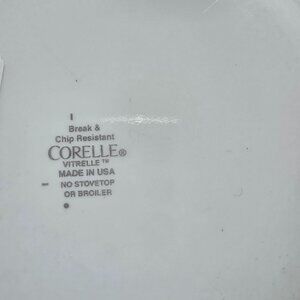 Break &
Chip Resistant
CORELLE®
VITRELLE™
MADE IN USA
NO STOVETOP
OR BROILER